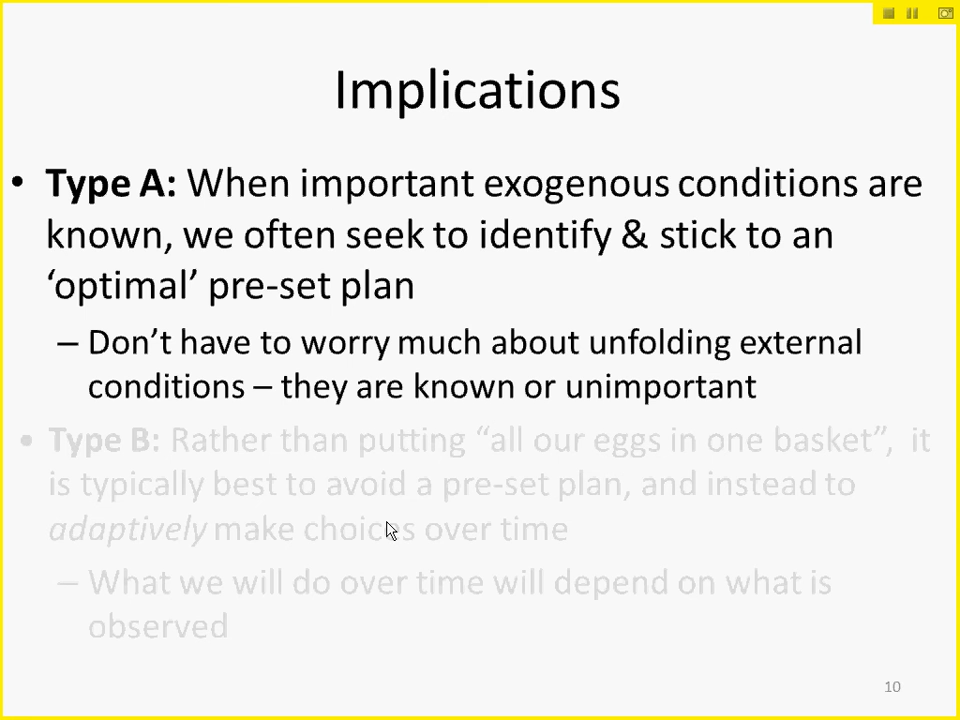 Implications
• Type A: When important exogenous conditions are
known, we often seek to identify & stick to an
‘optimal’ pre-set plan
– Don’t have to worry much about unfolding external
conditions – they are known or unimportant
• Type B: Rather than putting “all our eggs in one basket”, it
is typically best to avoid a pre-set plan, and instead to
adaptively make choices over time
– What we will do over time will depend on what is
observed
10